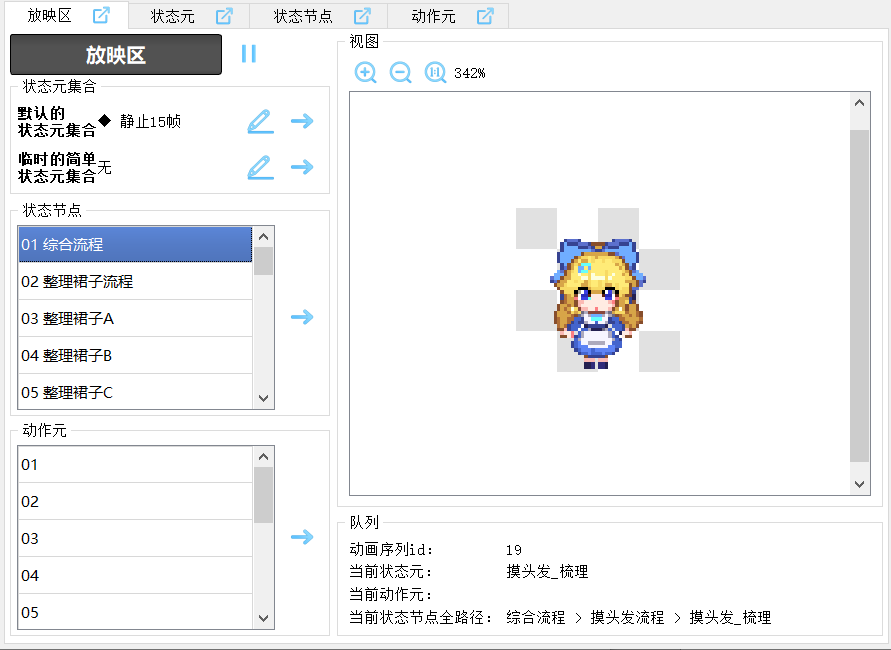 放映区
状态元
状态节点
动作元
放映区
状态元集合
默认的
状态元集合◆ 静止15帧
临时的简单
状态元集合无
状态节点
01 综合流程
02 整理裙子流程
03 整理裙子A
04 整理裙子B
05 整理裙子C
动作元
01
02
03
04
05
视图
342%
队列
动画序列id: 19
当前状态元: 摸头发_梳理
当前动作元:
当前状态节点全路径: 综合流程 > 摸头发流程 > 摸头发_梳理